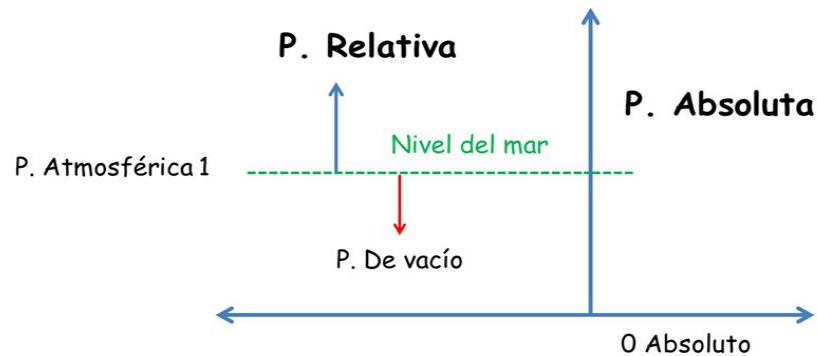 P. Relativa
P. Absoluta
Nivel del mar
P. Atmosférica 1
P. De vacío
0 Absoluto